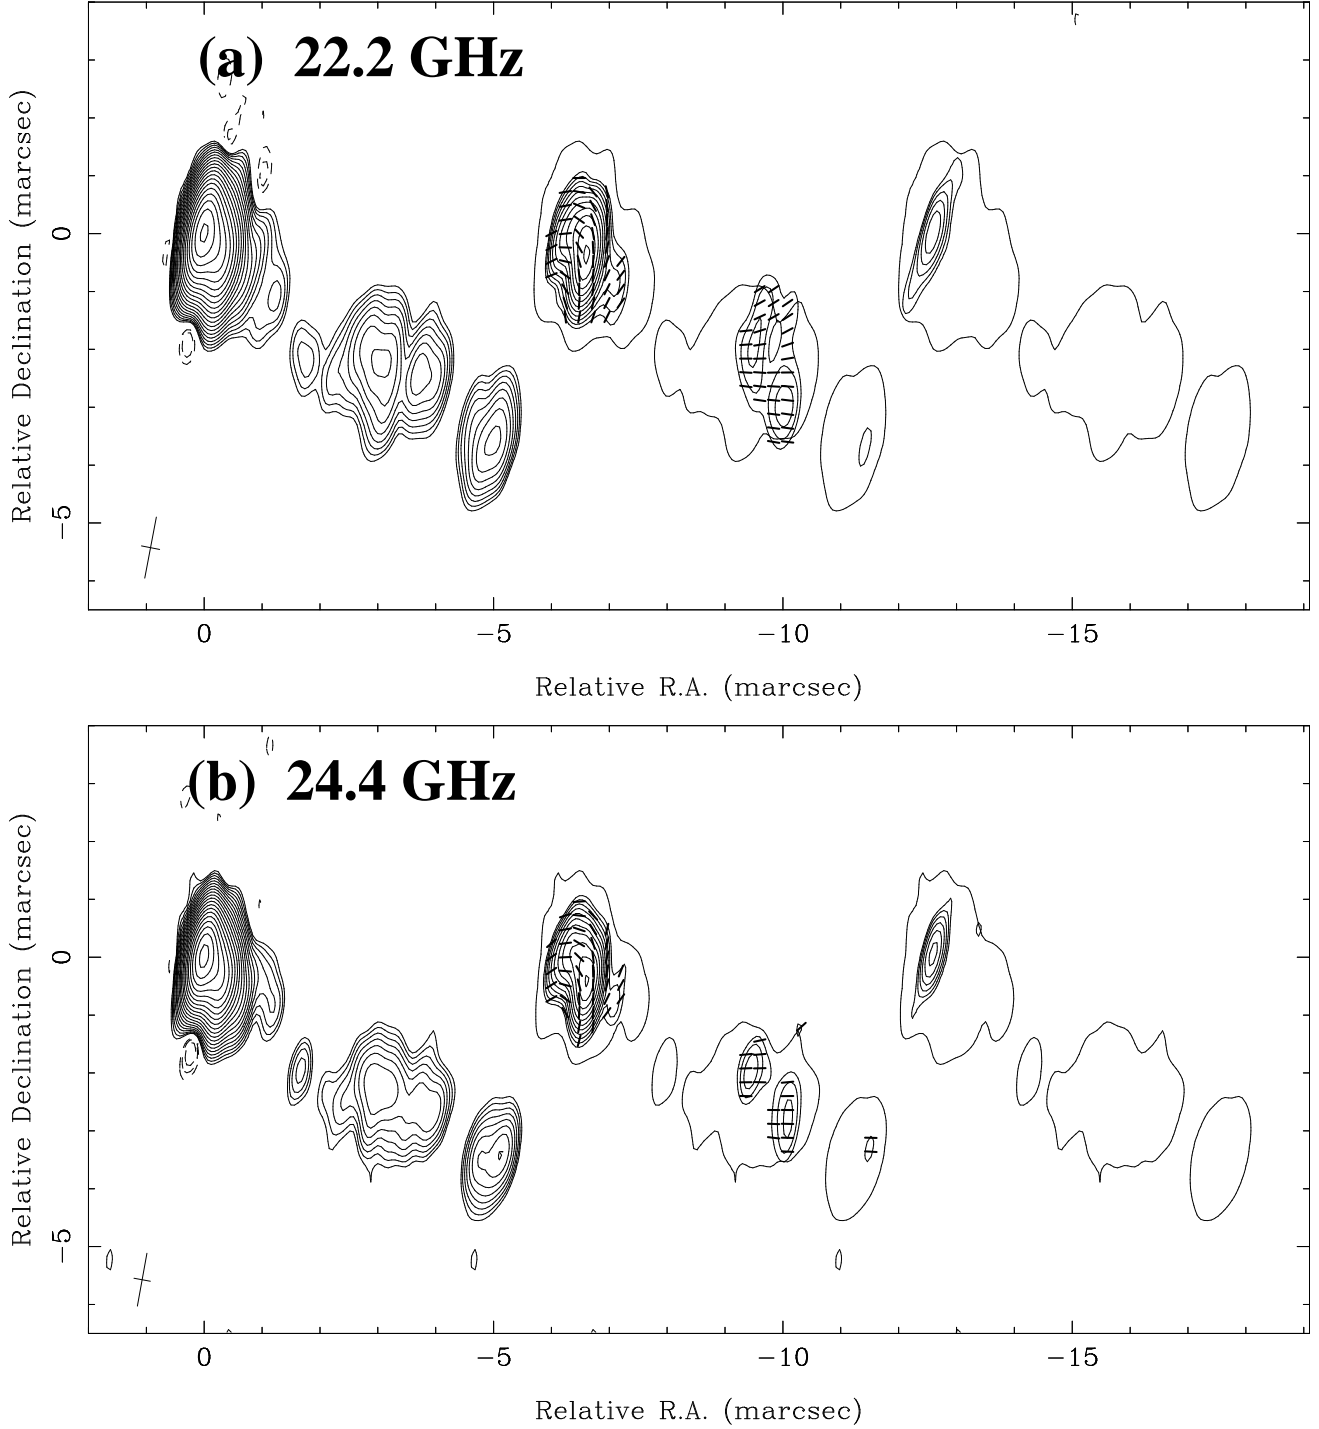 (a) 22.2 GHz
Relative Declination (marcsec)
0
−5
0 −5 −10 −15
Relative R.A. (marcsec)
(b) 24.4 GHz
Relative Declination (marcsec)
0
−5
0 −5 −10 −15
Relative R.A. (marcsec)